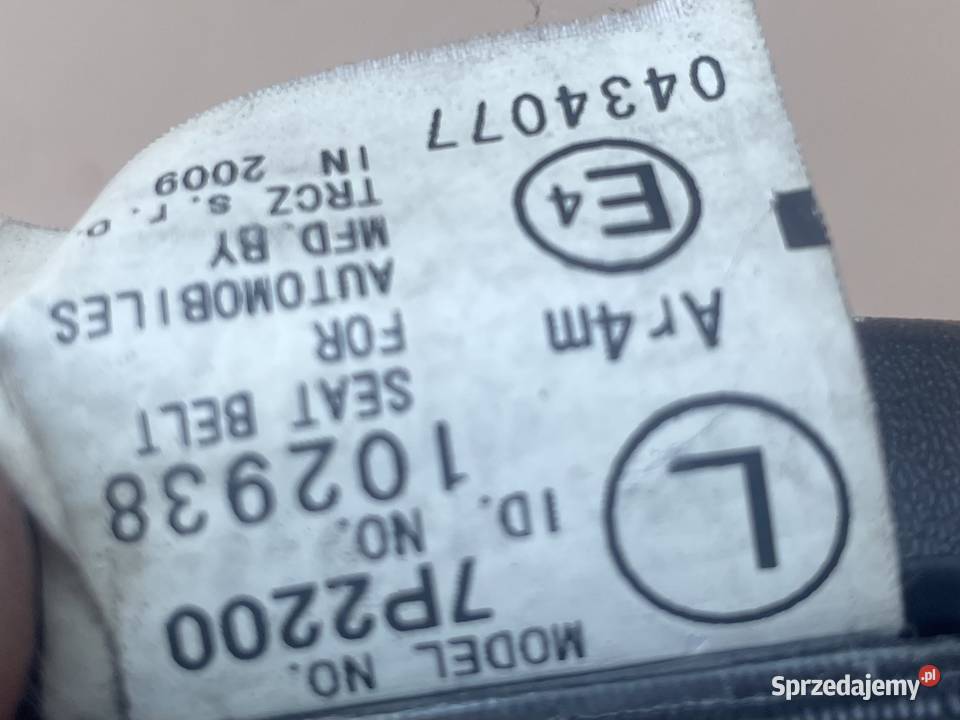 MODEL NO.
7P2200
ID. NO.
102938
SEAT BELT
FOR
AUTOMOBILES
MFD. BY
TRCZ s. r. o.
IN 2009
L
Ar4m
E4
0434077
Sprzedajemy.pl